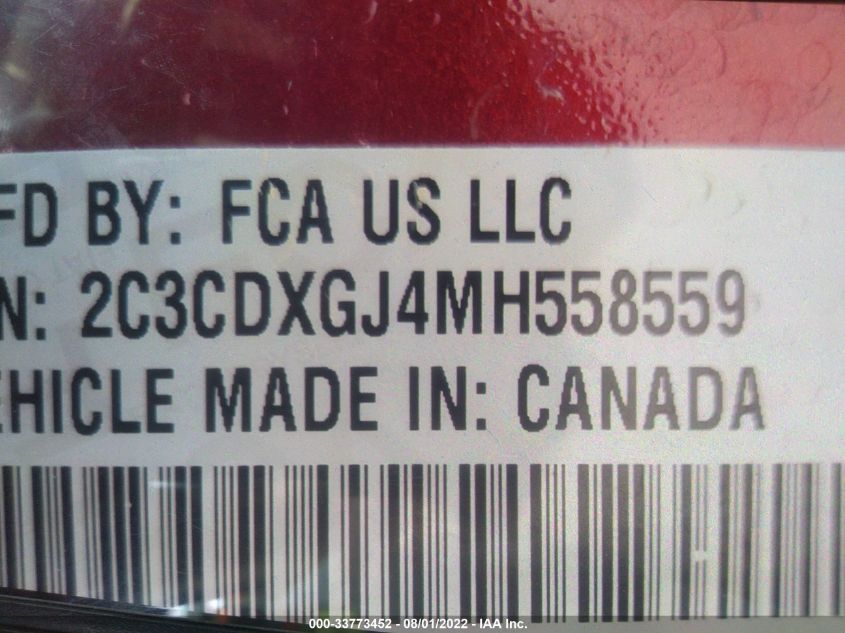 FD BY: FCA US LLC
N: 2C3CDXGJ4MH558559
EHICLE MADE IN: CANADA
000-33773452 - 08/01/2022 - IAA Inc.